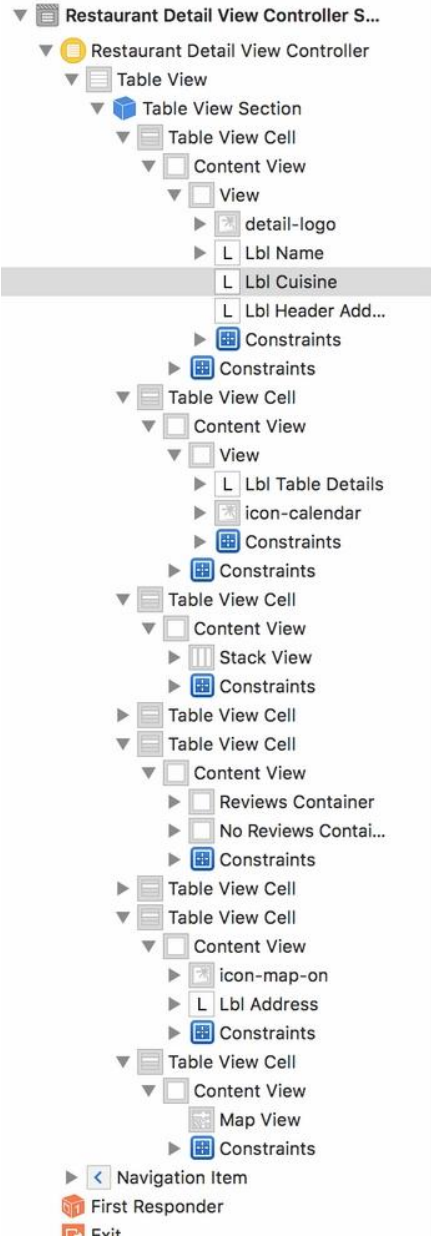 Restaurant Detail View Controller S...
Restaurant Detail View Controller
Table View
Table View Section
Table View Cell
Content View
View
detail-logo
L Lbl Name
L Lbl Cuisine
L Lbl Header Add...
Constraints
Constraints
Table View Cell
Content View
View
L Lbl Table Details
icon-calendar
Constraints
Constraints
Table View Cell
Content View
Stack View
Constraints
Table View Cell
Table View Cell
Content View
Reviews Container
No Reviews Contai...
Constraints
Table View Cell
Table View Cell
Content View
icon-map-on
L Lbl Address
Constraints
Table View Cell
Content View
Map View
Constraints
Navigation Item
First Responder
Exit